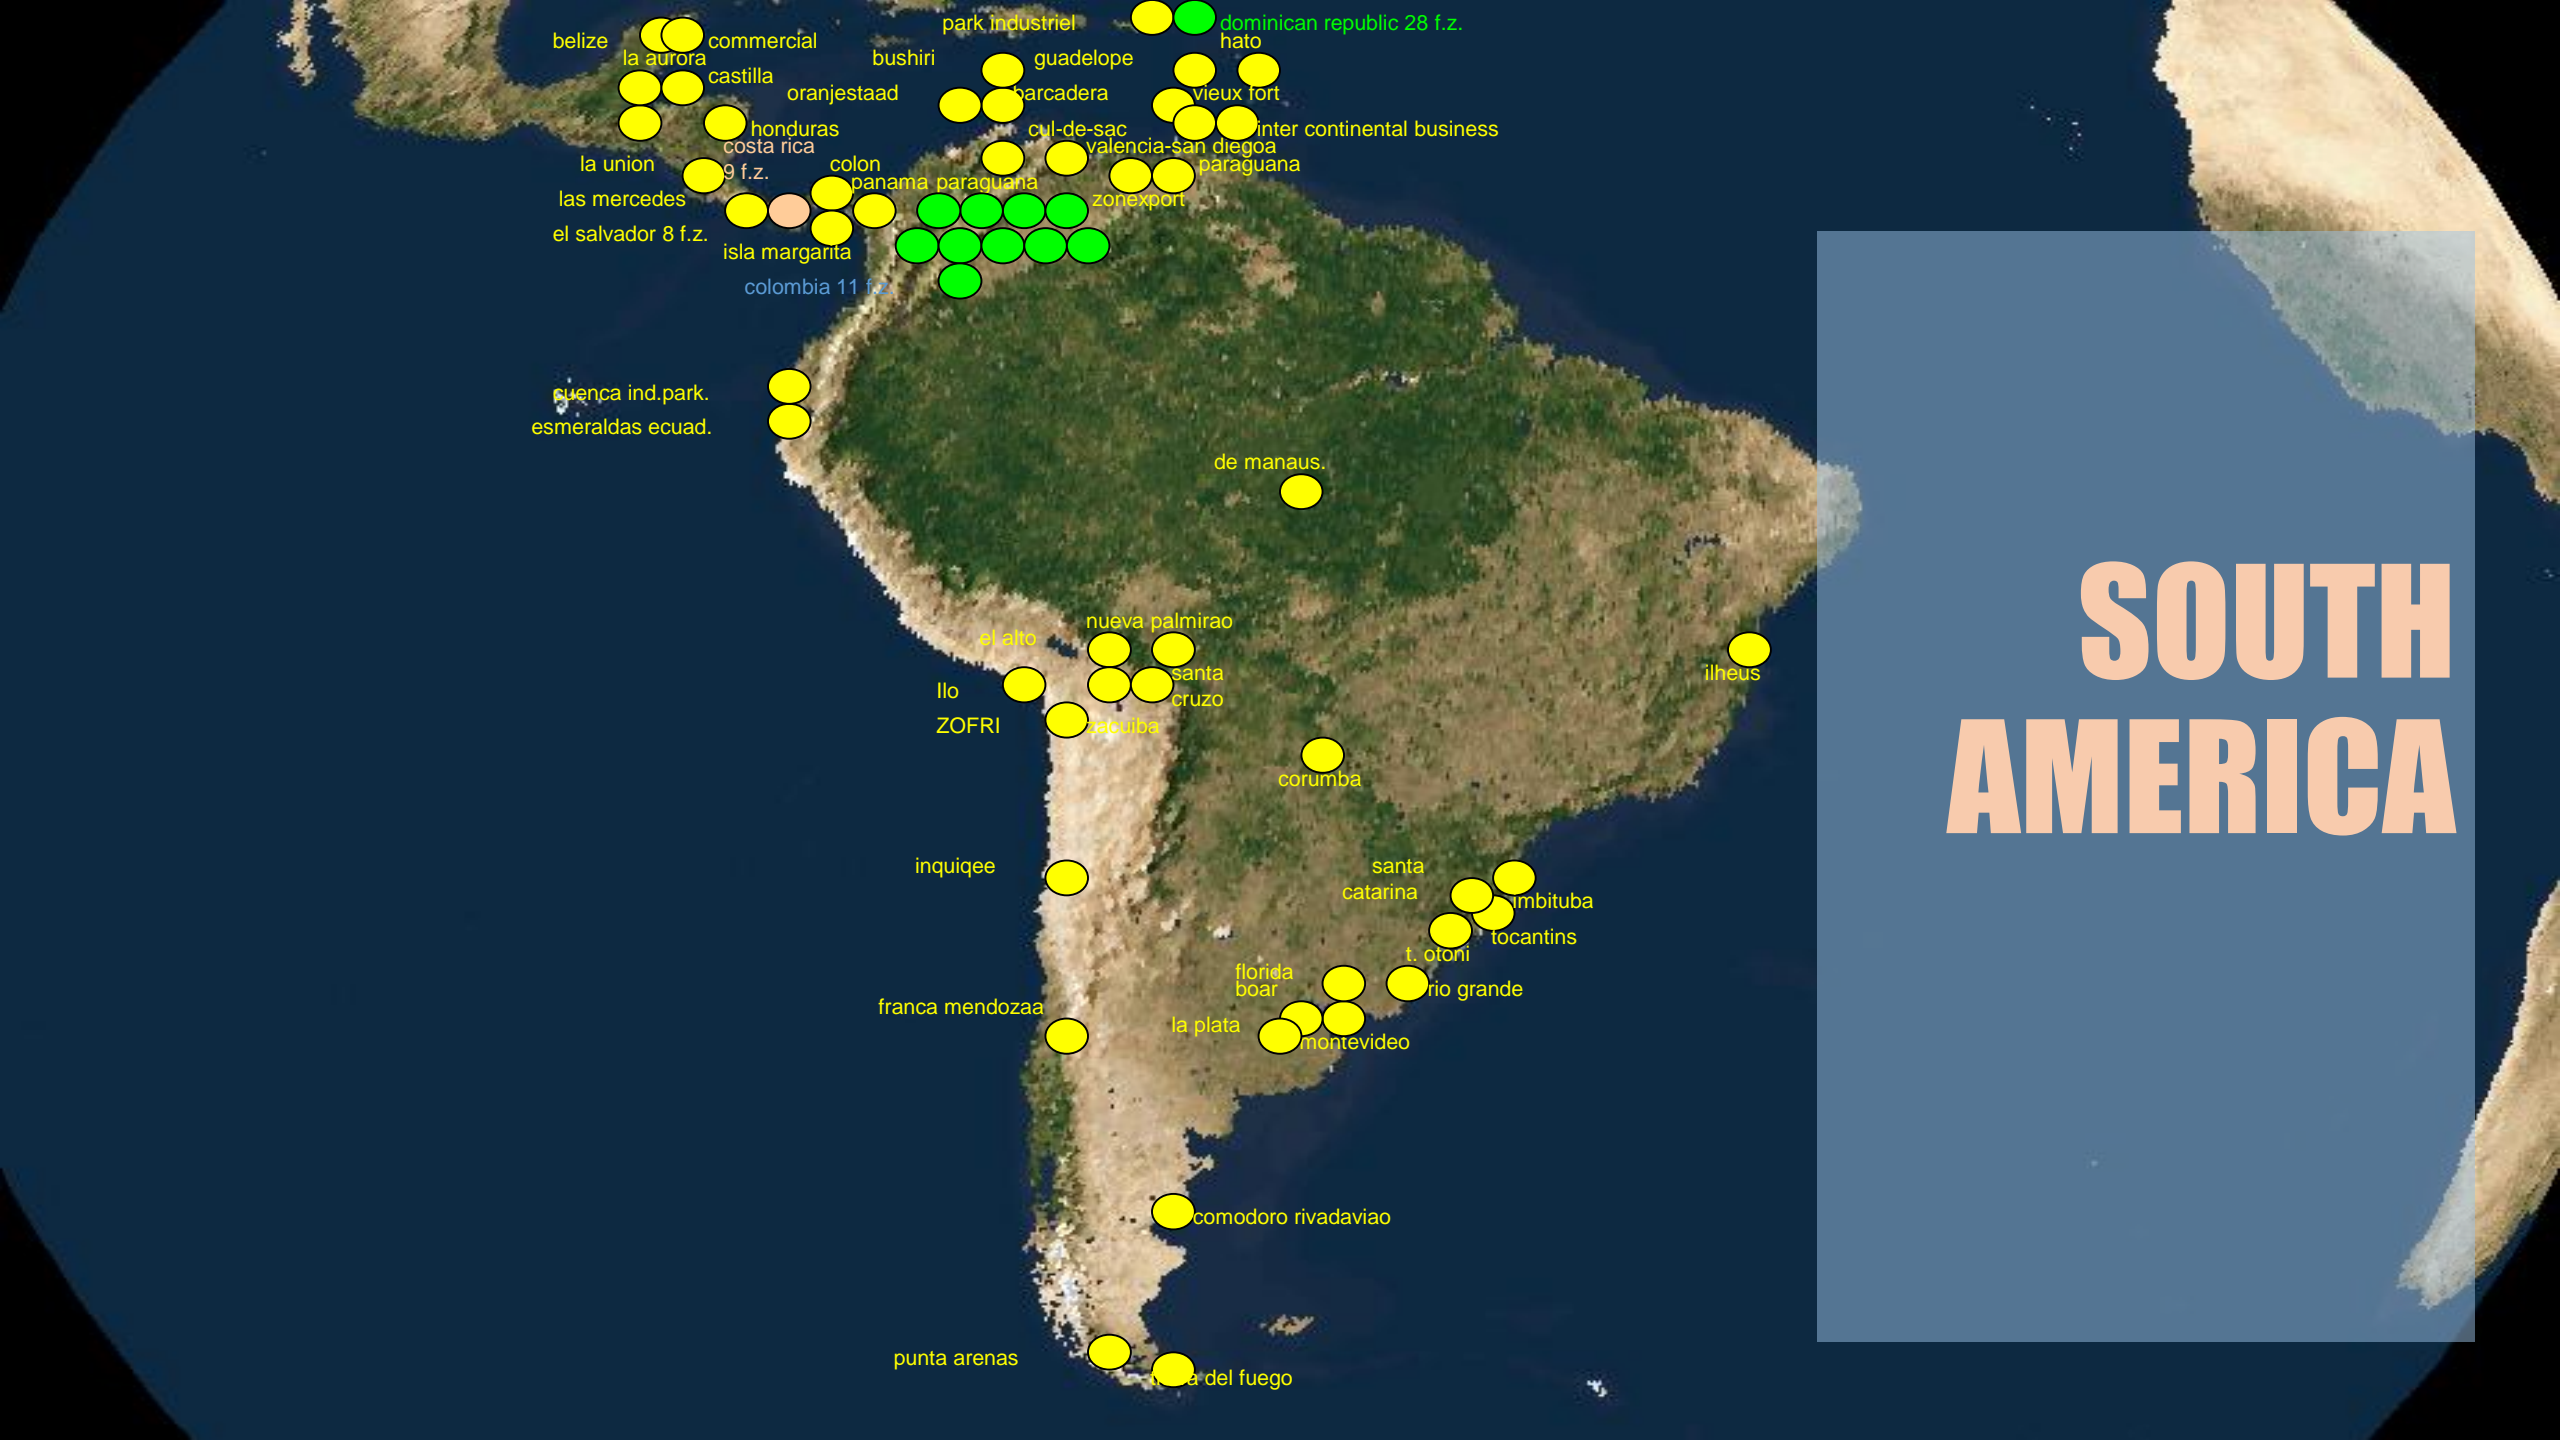 park industriel
dominican republic 28 f.z.
belize
commercial
hato
la aurora
bushiri
guadelope
castilla
oranjestaad
barcadera
vieux fort
honduras
cul-de-sac
inter continental business
costa rica
9 f.z.
valencia-san diegoa
la union
colon
paraguana
panama
paraguana
las mercedes
zonexport
el salvador 8 f.z.
isla margarita
colombia 11 f.z.
cuenca ind.park.
esmeraldas ecuad.
de manaus.
SOUTH
AMERICA
nueva palmirao
el alto
santa
cruzo
ilheus
Ilo
ZOFRI
zacuiba
corumba
inquiqee
santa
catarina
imbituba
tocantins
t. otoni
florida
boar
rio grande
franca mendozaa
la plata
montevideo
comodoro rivadaviao
punta arenas
del fuego